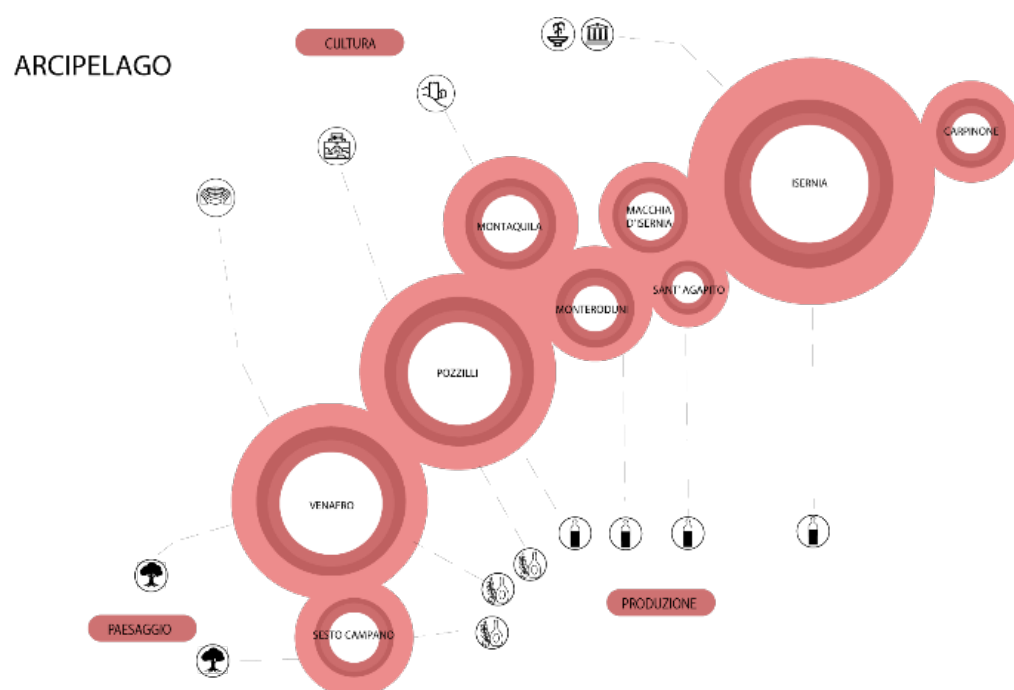 CULTURA
ARCIPELAGO
CARPINONE
ISERNIA
MACCHIA
D'ISERNIA
MONTAQUILA
SANT' AGAPITO
MONTERODUNI
POZZILLI
VENAFRO
PRODUZIONE
PAESAGGIO
SESTO CAMPANO